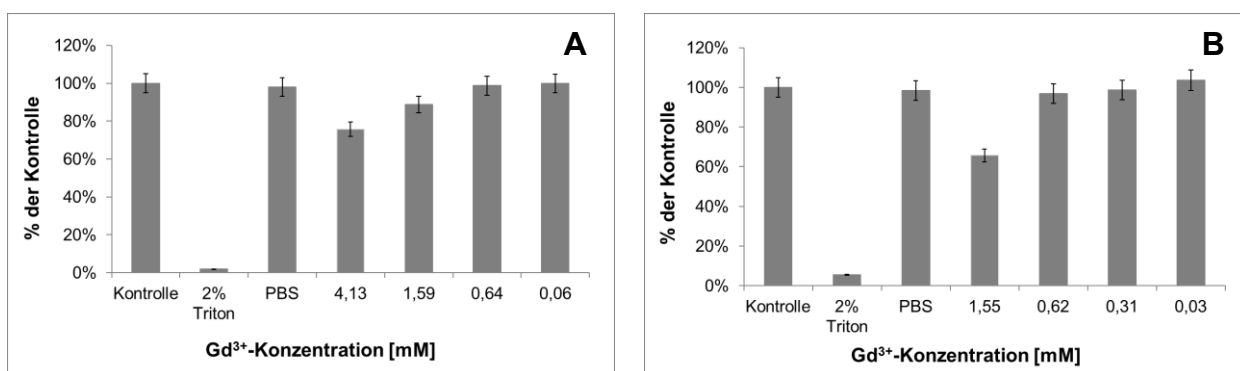 A
120%
100%
80%
60%
40%
20%
0%
% der Kontrolle
Kontrolle 2% PBS 4,13 1,59 0,64 0,06
Triton
Gd³⁺-Konzentration [mM]
B
120%
100%
80%
60%
40%
20%
0%
% der Kontrolle
Kontrolle 2% PBS 1,55 0,62 0,31 0,03
Triton
Gd³⁺-Konzentration [mM]